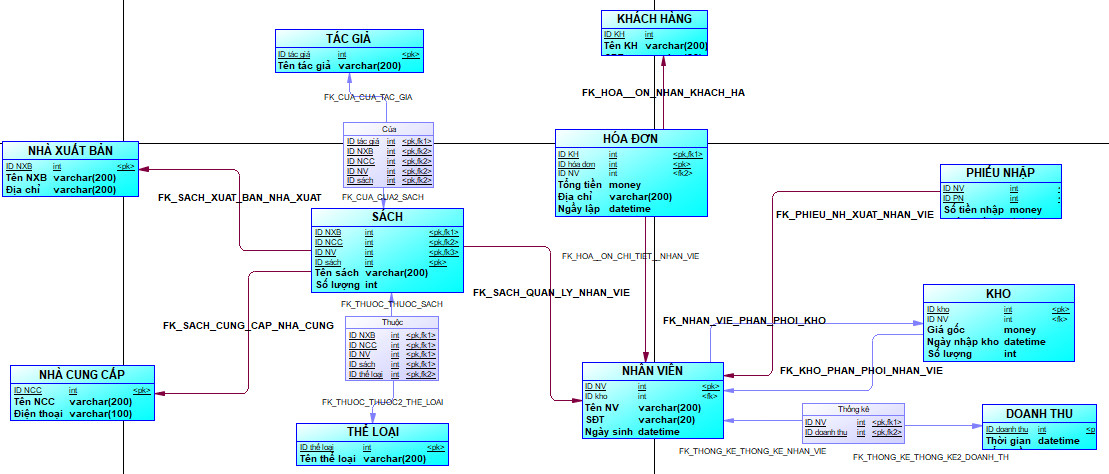 KHÁCH HÀNG
ID KH int
Tên KH varchar(200)
TÁC GIẢ
ID tác giả int <pk>
Tên tác giả varchar(200)
FK_CUA_CUA_TAC_GIA
FK_HOA__ON_NHAN_KHACH_HA
Của
ID tác giả int <pk,fk1>
ID NXB int <pk,fk2>
ID NCC int <pk,fk2>
ID NV int <pk,fk2>
ID sách int <pk,fk2>
FK_CUA_CUA2_SACH
HÓA ĐƠN
ID KH int <pk,fk1>
ID hóa đơn int <pk>
ID NV int <fk2>
Tổng tiền money
Địa chỉ varchar(200)
Ngày lập datetime
NHÀ XUẤT BẢN
ID NXB int <pk>
Tên NXB varchar(200)
Địa chỉ varchar(200)
FK_SACH_XUAT_BAN_NHA_XUAT
PHIẾU NHẬP
ID NV int
ID PN int
Số tiền nhập money
FK_PHIEU_NH_XUAT_NHAN_VIE
SÁCH
ID NXB int <pk,fk1>
ID NCC int <pk,fk2>
ID NV int <pk,fk3>
ID sách int <pk>
Tên sách varchar(200)
Số lượng int
FK_HOA__ON_CHI_TIET__NHAN_VIE
FK_SACH_QUAN_LY_NHAN_VIE
FK_THUOC_THUOC_SACH
FK_SACH_CUNG_CAP_NHA_CUNG
Thuộc
ID NXB int <pk,fk1>
ID NCC int <pk,fk1>
ID NV int <pk,fk1>
ID sách int <pk,fk1>
ID thể loại int <pk,fk2>
FK_THUOC_THUOC2_THE_LOAI
KHO
ID kho int <pk>
ID NV int <fk>
Giá gốc money
Ngày nhập kho datetime
Số lượng int
FK_NHAN_VIE_PHAN_PHOI_KHO
FK_KHO_PHAN_PHOI_NHAN_VIE
NHÀ CUNG CẤP
ID NCC int <pk>
Tên NCC varchar(200)
Điện thoại varchar(100)
NHÂN VIÊN
ID NV int <pk>
ID kho int <fk>
Tên NV varchar(200)
SĐT varchar(20)
Ngày sinh datetime
Thống kê
ID NV int <pk,fk1>
ID doanh thu int <pk,fk2>
DOANH THU
ID doanh thu int <p
Thời gian datetime
THỂ LOẠI
ID thể loại int <pk>
Tên thể loại varchar(200)
FK_THONG_KE_THONG_KE_NHAN_VIE
FK_THONG_KE_THONG_KE2_DOANH_TH